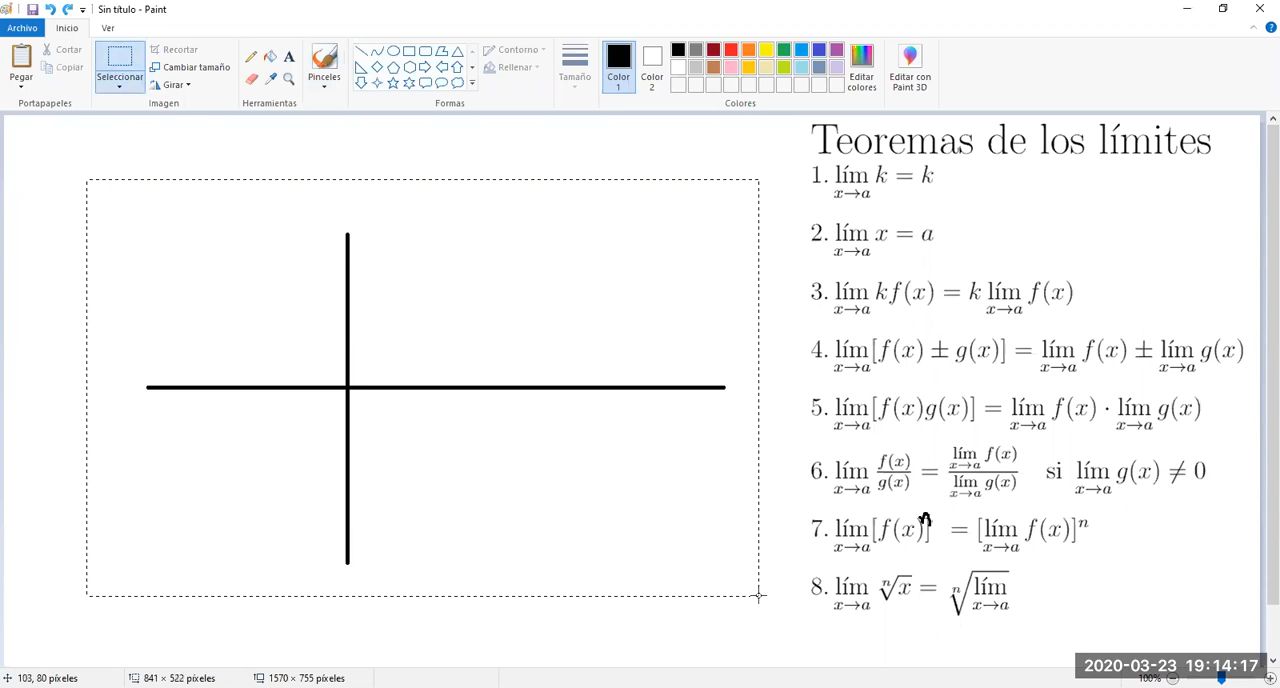 Sin título - Paint
Archivo Inicio Ver
Pegar
Cortar
Copiar
Portapapeles
Seleccionar
Recortar
Cambiar tamaño
Girar
Imagen
Herramientas
Pinceles
Contorno
Rellenar
Formas
Tamaño
Color 1
Color 2
Colores
Editar colores
Editar con Paint 3D
Teoremas de los límites
1. lím x→a k = k
2. lím x→a x = a
3. lím x→a kf(x) = k lím x→a f(x)
4. lím x→a [f(x) ± g(x)] = lím x→a f(x) ± lím x→a g(x)
5. lím x→a [f(x)g(x)] = lím x→a f(x) · lím x→a g(x)
6. lím x→a f(x)/g(x) = lím x→a f(x) / lím x→a g(x) si lím x→a g(x) ≠ 0
7. lím x→a [f(x)]ⁿ = [lím x→a f(x)]ⁿ
8. lím x→a ⁿ√x = ⁿ√lím x→a
103, 80 píxeles 841 × 522 píxeles 1570 × 755 píxeles 100%
2020-03-23 19:14:17